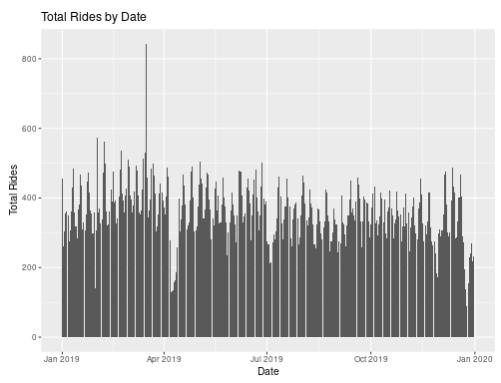 Total Rides by Date
800
600
400
200
0
Total Rides
Jan 2019
Apr 2019
Jul 2019
Oct 2019
Jan 2020
Date